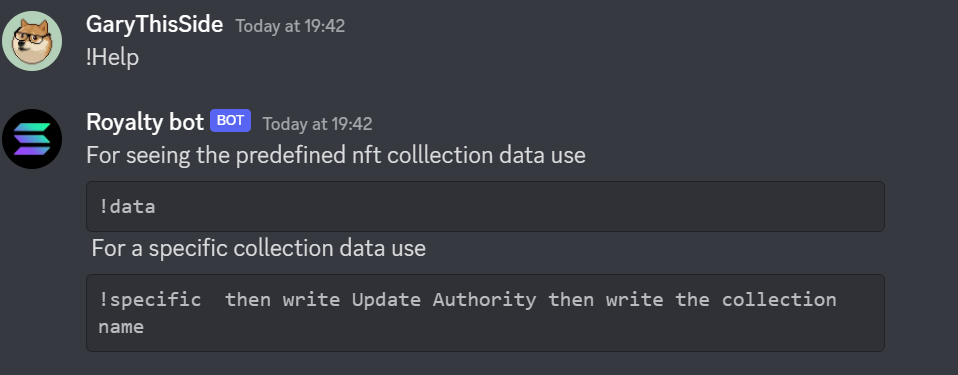 GaryThisSide Today at 19:42
!Help
Royalty bot BOT Today at 19:42
For seeing the predefined nft colllection data use
!data
For a specific collection data use
!specific  then write Update Authority then write the collection
name